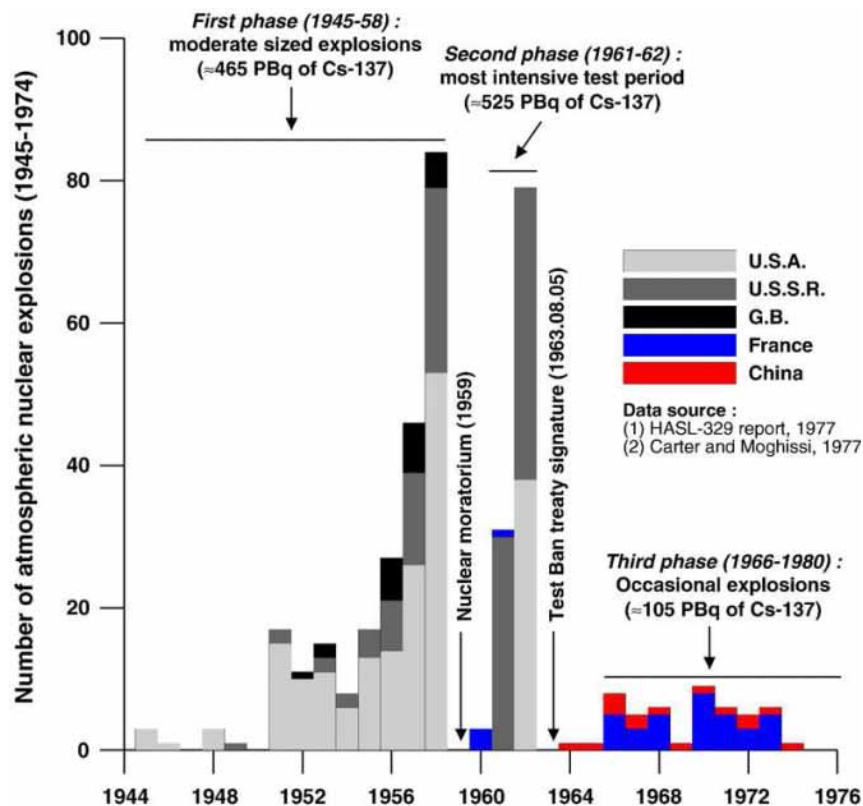 First phase (1945-58) :
moderate sized explosions
(≈465 PBq of Cs-137)
Second phase (1961-62) :
most intensive test period
(≈525 PBq of Cs-137)
Number of atmospheric nuclear explosions (1945-1974)
100
80
60
40
20
0
U.S.A.
U.S.S.R.
G.B.
France
China
Data source :
(1) HASL-329 report, 1977
(2) Carter and Moghissi, 1977
Nuclear moratorium (1959)
Test Ban treaty signature (1963.08.05)
Third phase (1966-1980) :
Occasional explosions
(≈105 PBq of Cs-137)
1944
1948
1952
1956
1960
1964
1968
1972
1976